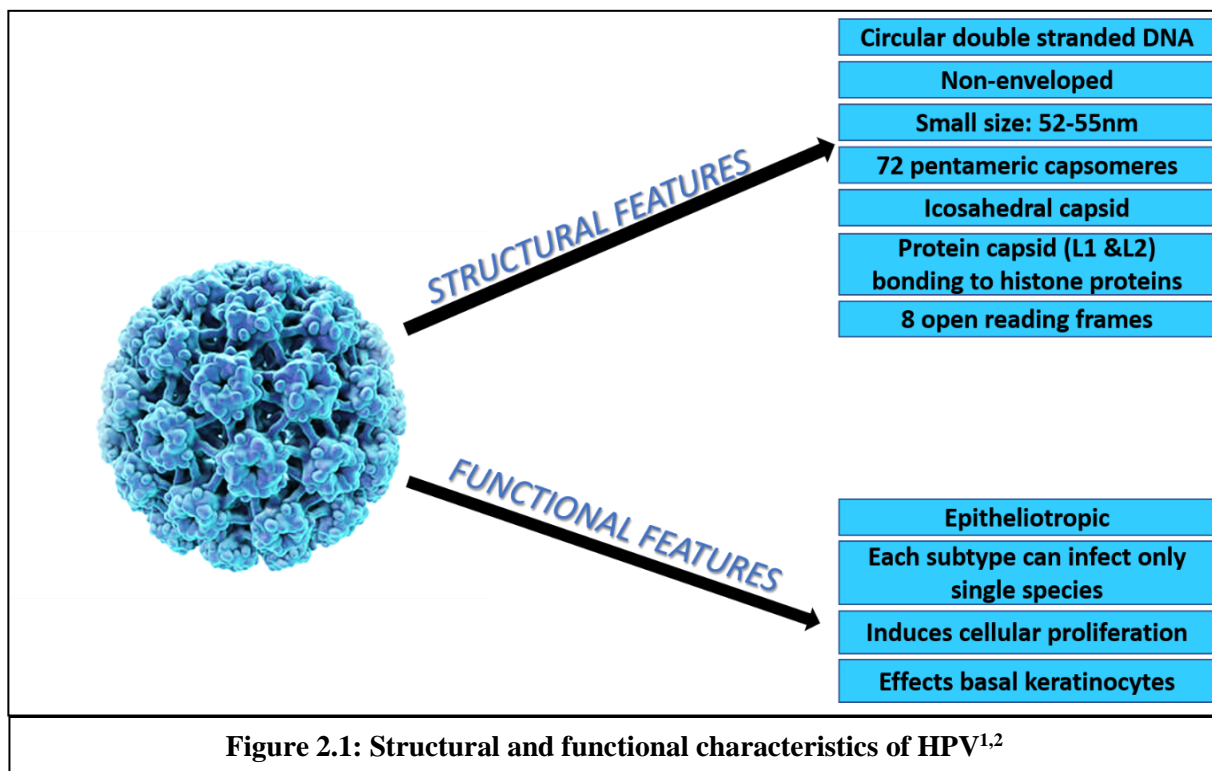 Circular double stranded DNA
Non-enveloped
Small size: 52-55nm
72 pentameric capsomeres
Icosahedral capsid
Protein capsid (L1 &L2)
bonding to histone proteins
8 open reading frames
STRUCTURAL FEATURES
FUNCTIONAL FEATURES
Epitheliotropic
Each subtype can infect only
single species
Induces cellular proliferation
Effects basal keratinocytes
Figure 2.1: Structural and functional characteristics of HPV1,2